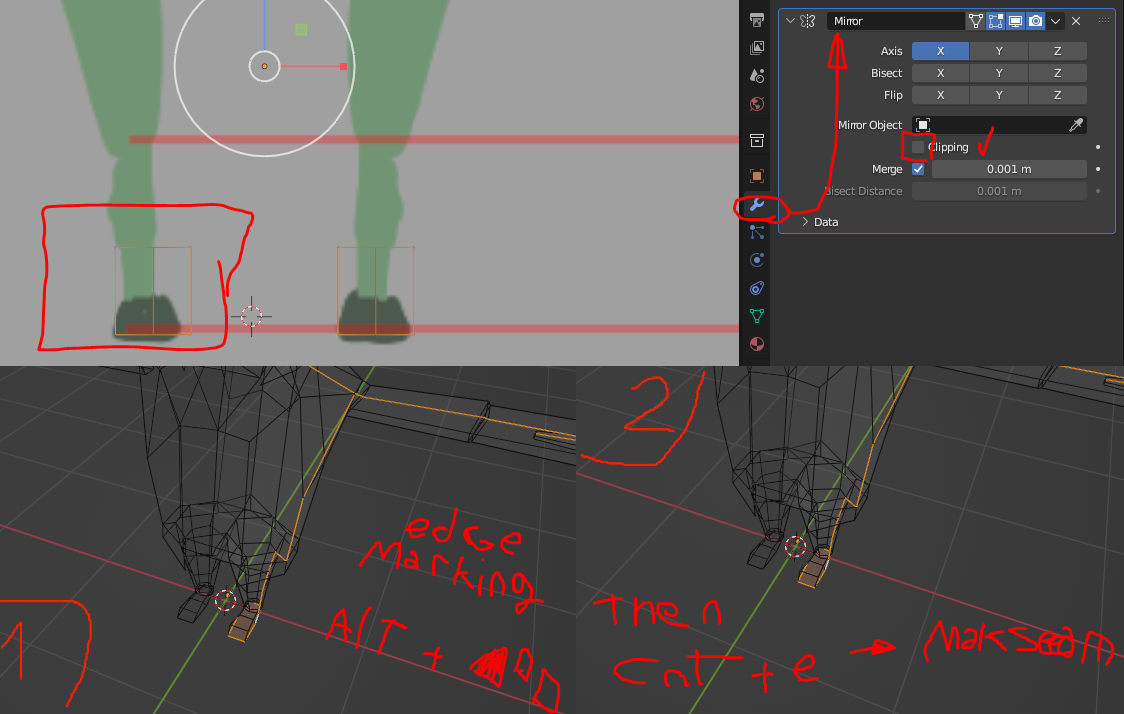 Mirror
Axis X Y Z
Bisect X Y Z
Flip X Y Z
Mirror Object
Clipping
Merge 0.001 m
Bisect Distance 0.001 m
Data
1
edGe
Marking
AlT +
2
Then
CnT + e → MakSeam